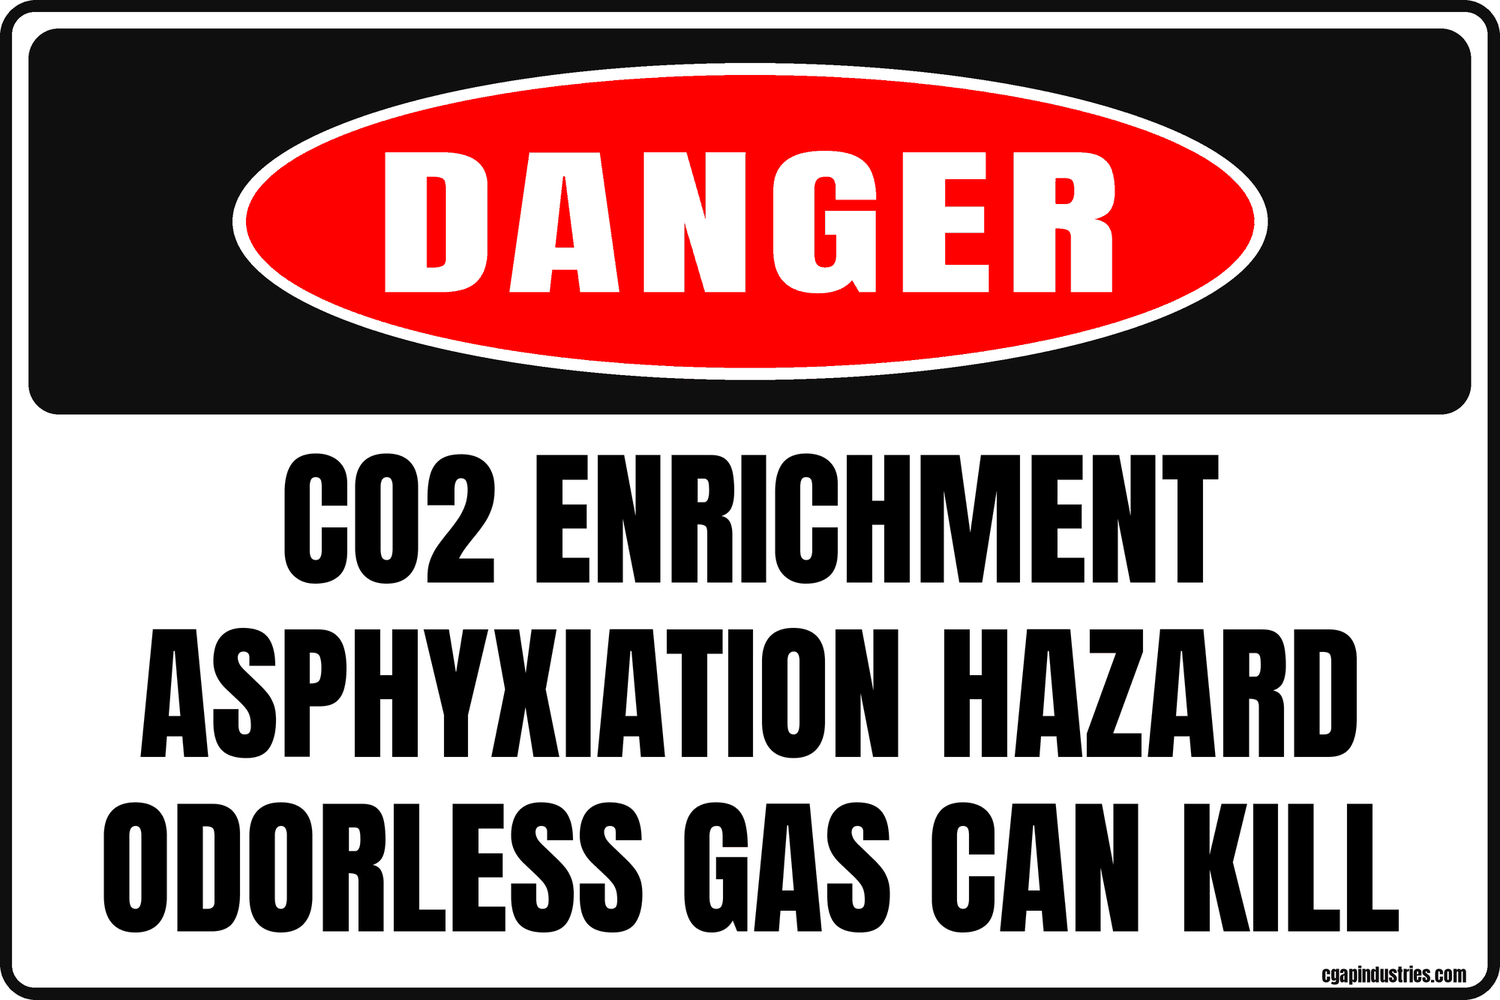 DANGER
CO2 ENRICHMENT
ASPHYXIATION HAZARD
ODORLESS GAS CAN KILL
cgapindustries.com